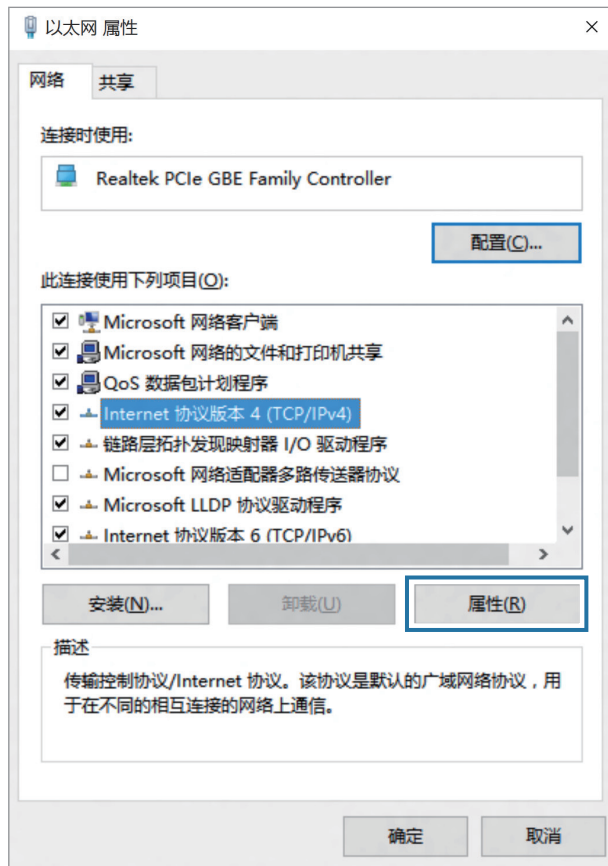 以太网 属性
网络
共享
连接时使用:
Realtek PCIe GBE Family Controller
配置(C)...
此连接使用下列项目(O):
Microsoft 网络客户端
Microsoft 网络的文件和打印机共享
QoS 数据包计划程序
Internet 协议版本 4 (TCP/IPv4)
链路层拓扑发现映射器 I/O 驱动程序
Microsoft 网络适配器多路传送器协议
Microsoft LLDP 协议驱动程序
Internet 协议版本 6 (TCP/IPv6)
安装(N)...
卸载(U)
属性(R)
描述
传输控制协议/Internet 协议。该协议是默认的广域网络协议，用
于在不同的相互连接的网络上通信。
确定
取消